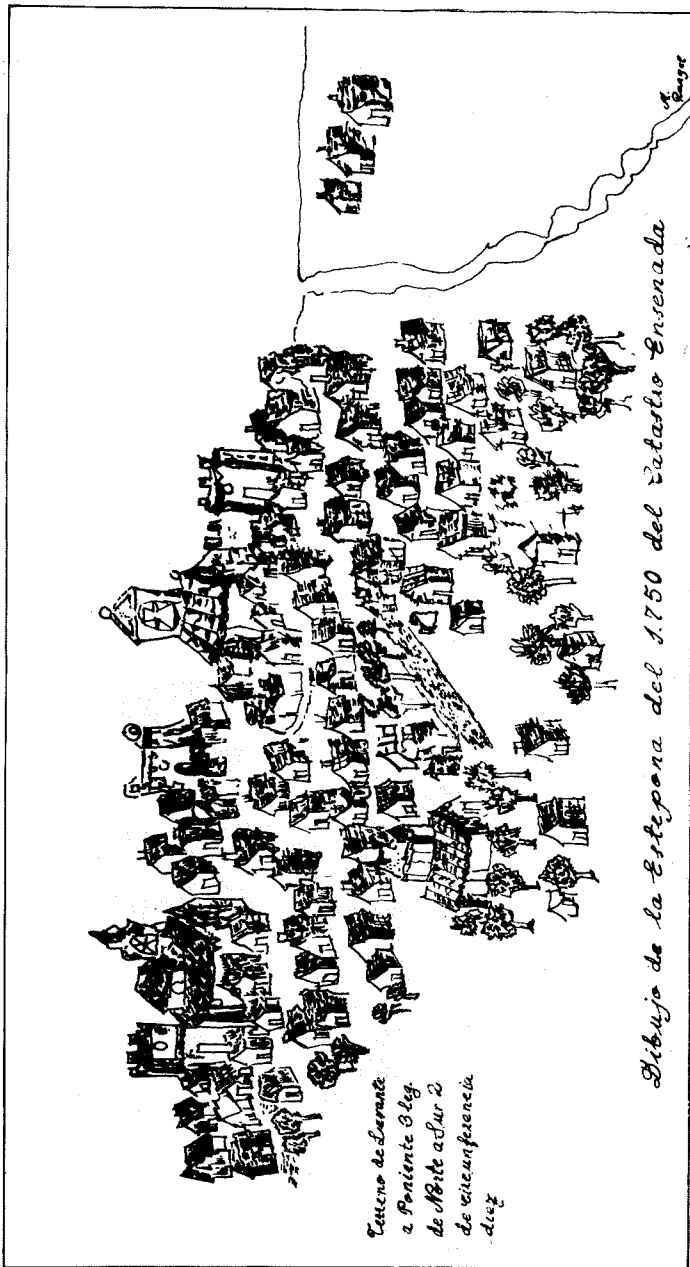 Terreno de Levante
a Poniente 3 leg.
de Norte a Sur 2
de circunferencia
diez
Dibujo de la Estepona del 1.750 del Catastro Ensenada